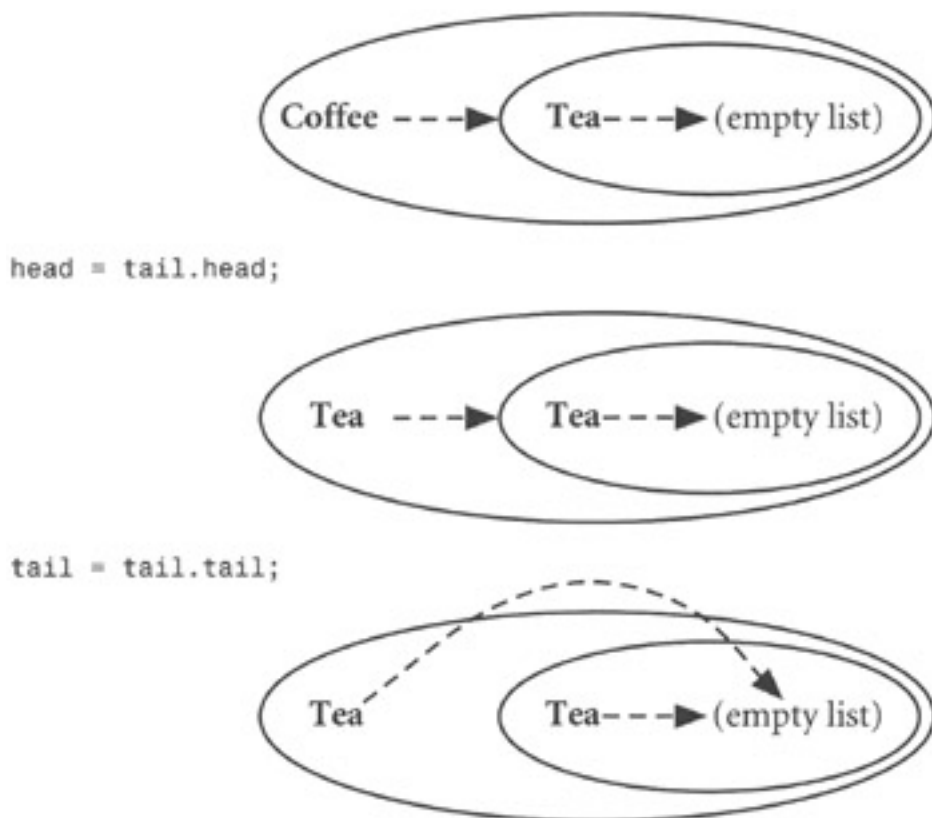 Coffee Tea (empty list)
head = tail.head;
Tea Tea (empty list)
tail = tail.tail;
Tea Tea (empty list)